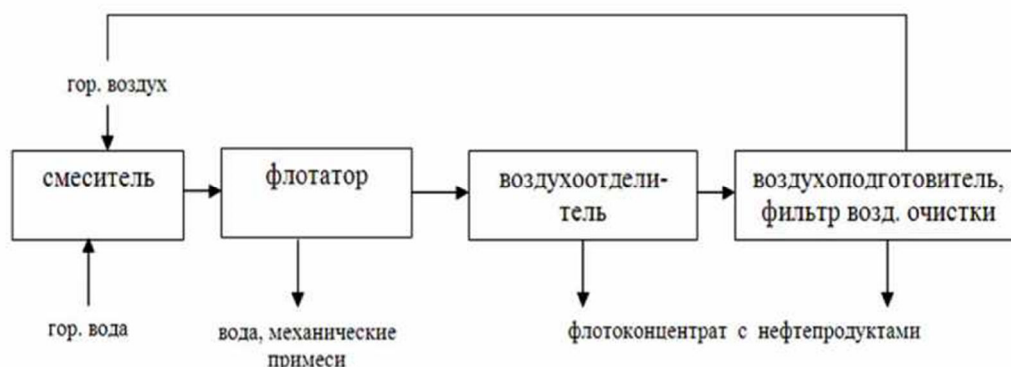 гор. воздух
смеситель
флотатор
воздухоотдели-
тель
воздухоподготовитель,
фильтр возд. очистки
гор. вода
вода, механические
примеси
флотоконцентрат с нефтепродуктами